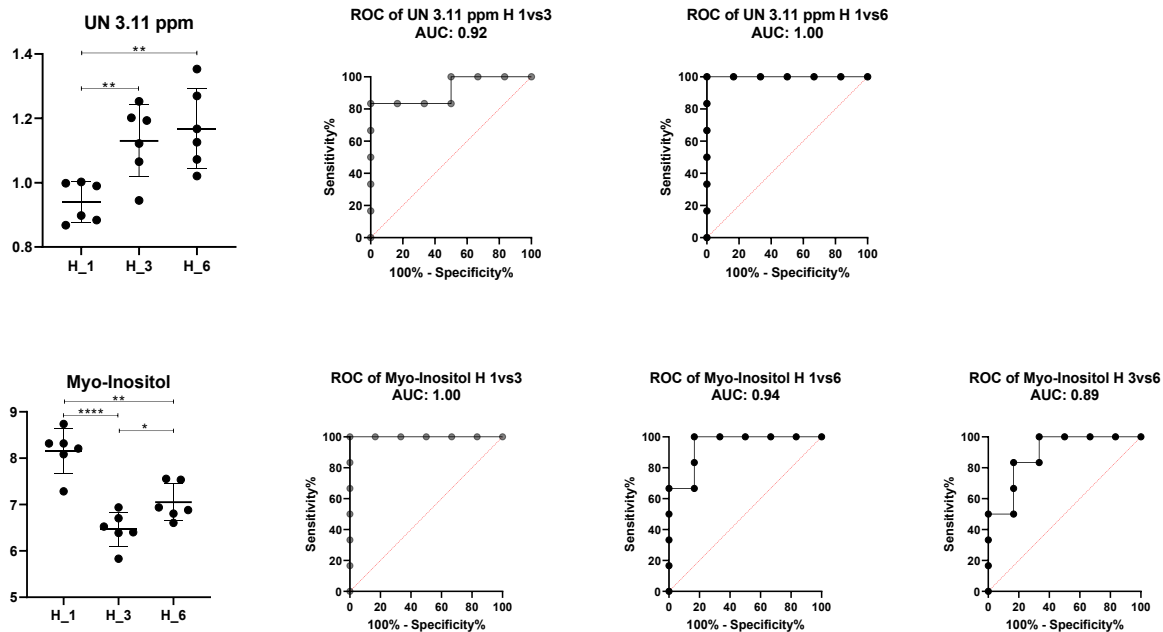 UN 3.11 ppm
1.4
1.2
1.0
0.8
**
**
H_1 H_3 H_6
ROC of UN 3.11 ppm H 1vs3
AUC: 0.92
Sensitivity%
100
80
60
40
20
0
0 20 40 60 80 100
100% - Specificity%
ROC of UN 3.11 ppm H 1vs6
AUC: 1.00
Sensitivity%
100
80
60
40
20
0
0 20 40 60 80 100
100% - Specificity%
Myo-Inositol
9
8
7
6
5
**
****
*
H_1 H_3 H_6
ROC of Myo-Inositol H 1vs3
AUC: 1.00
Sensitivity%
100
80
60
40
20
0
0 20 40 60 80 100
100% - Specificity%
ROC of Myo-Inositol H 1vs6
AUC: 0.94
Sensitivity%
100
80
60
40
20
0
0 20 40 60 80 100
100% - Specificity%
ROC of Myo-Inositol H 3vs6
AUC: 0.89
Sensitivity%
100
80
60
40
20
0
0 20 40 60 80 100
100% - Specificity%